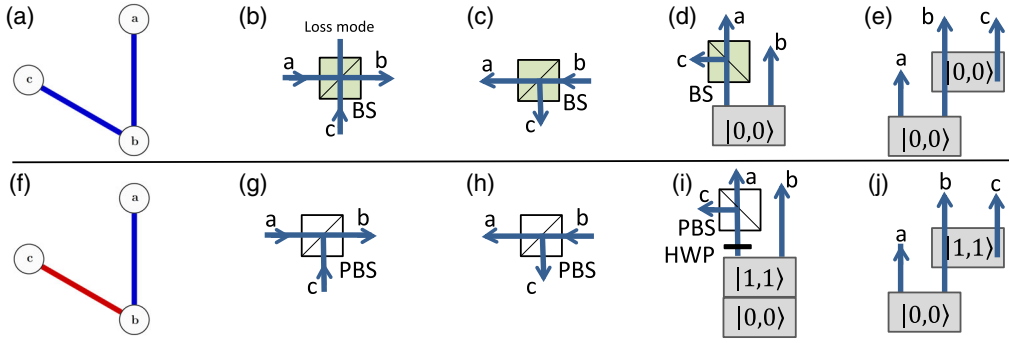 (a)
a
c
b
(b)
Loss mode
a
b
c
BS
(c)
a
b
c
BS
(d)
a
b
c
BS
|0,0⟩
(e)
a
b
c
|0,0⟩
|0,0⟩
(f)
a
c
b
(g)
a
b
c
PBS
(h)
a
b
c
PBS
(i)
a
b
c
PBS
HWP
|1,1⟩
|0,0⟩
(j)
a
b
c
|1,1⟩
|0,0⟩